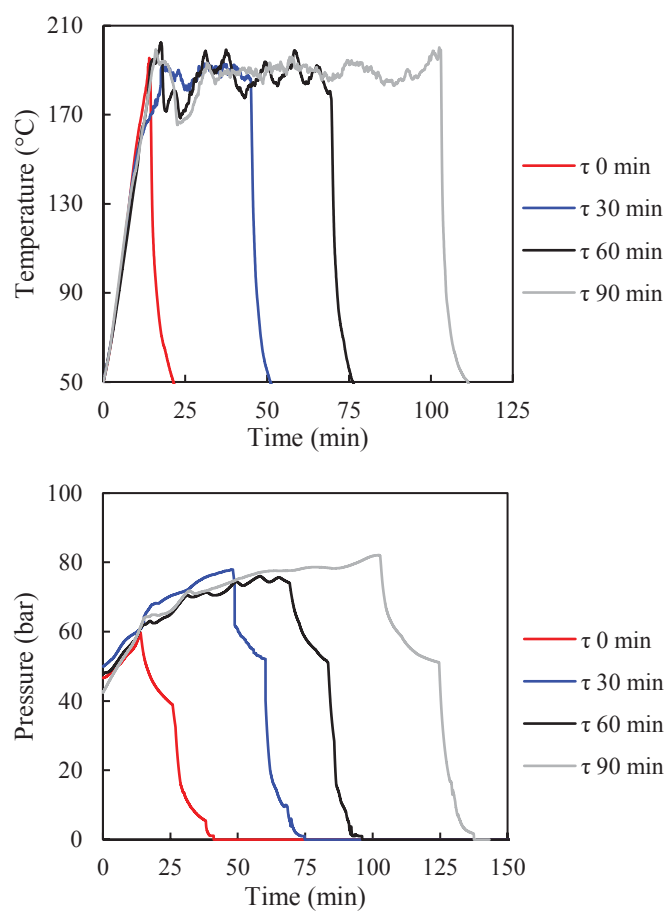 210
170
130
90
50
Temperature (°C)
0 25 50 75 100 125
Time (min)
τ 0 min
τ 30 min
τ 60 min
τ 90 min
100
80
60
40
20
0
Pressure (bar)
0 25 50 75 100 125 150
Time (min)
τ 0 min
τ 30 min
τ 60 min
τ 90 min